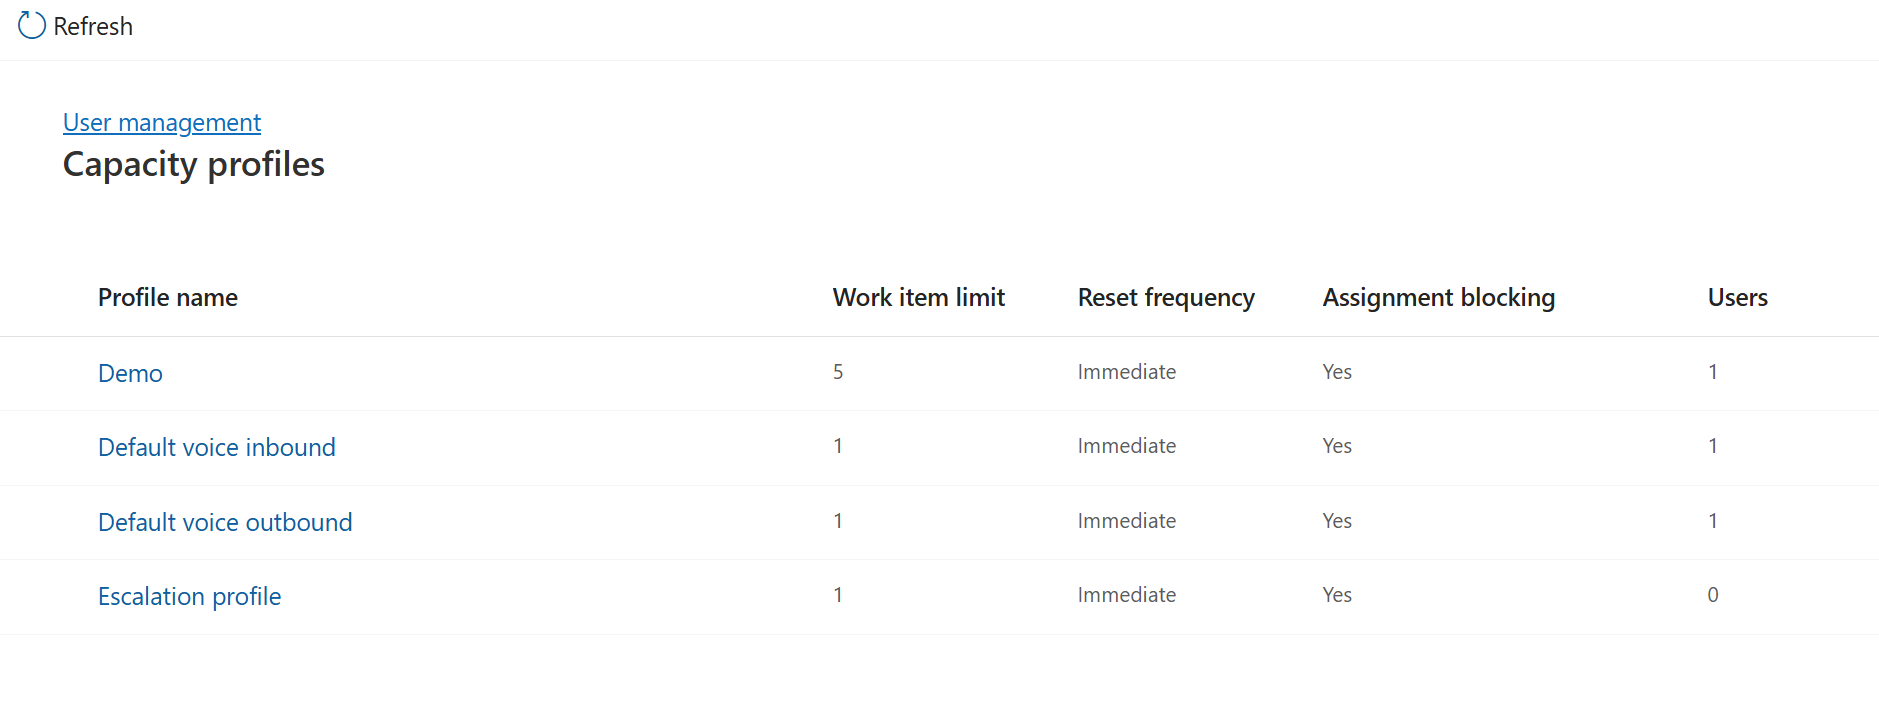 Refresh
User management
Capacity profiles
Profile name Work item limit Reset frequency Assignment blocking Users
Demo 5 Immediate Yes 1
Default voice inbound 1 Immediate Yes 1
Default voice outbound 1 Immediate Yes 1
Escalation profile 1 Immediate Yes 0